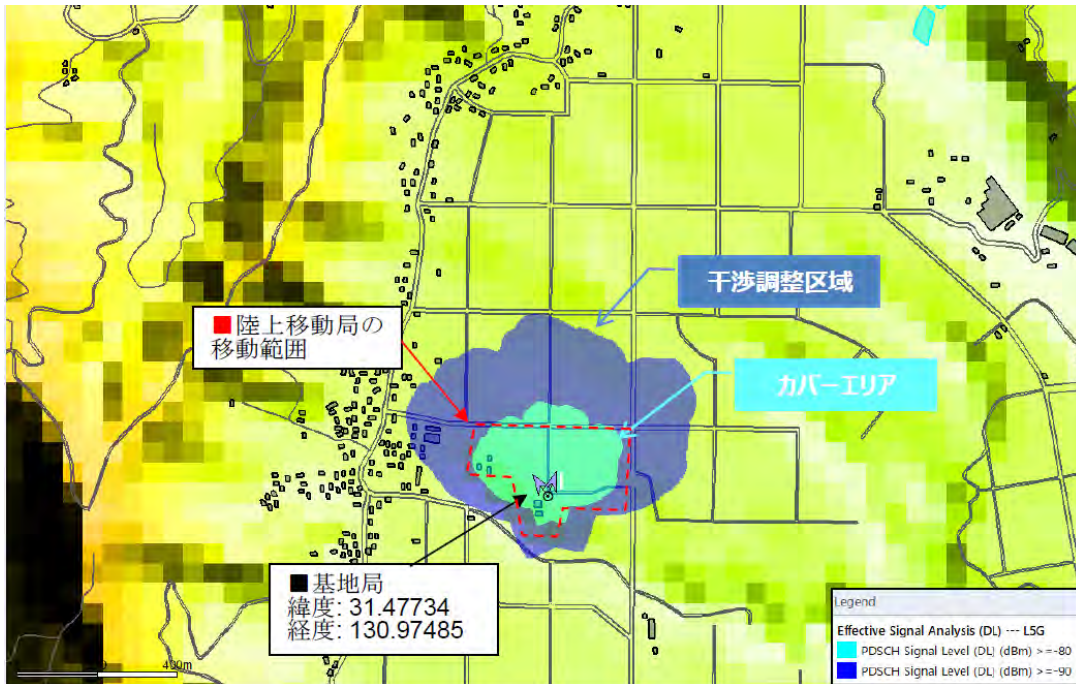 干渉調整区域
■陸上移動局の
移動範囲
カバーエリア
■基地局
緯度: 31.47734
経度: 130.97485
400m
Legend
Effective Signal Analysis (DL) --- L5G
PDSCH Signal Level (DL) (dBm) >=-80
PDSCH Signal Level (DL) (dBm) >=-90